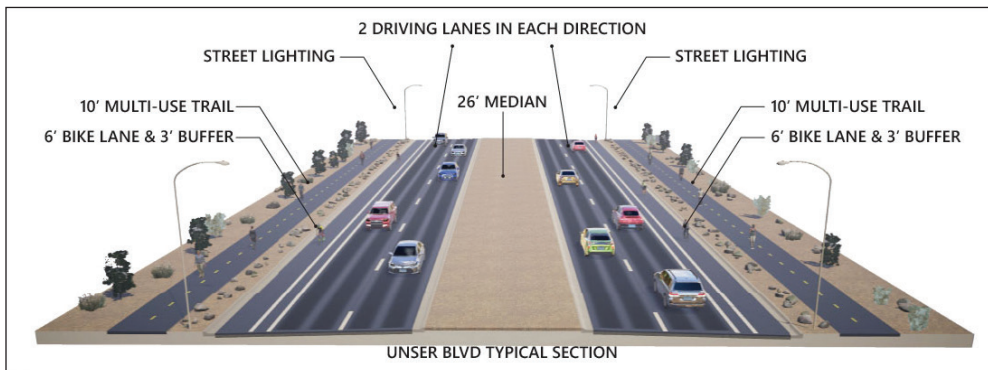 2 DRIVING LANES IN EACH DIRECTION
STREET LIGHTING
STREET LIGHTING
10’ MULTI-USE TRAIL
26’ MEDIAN
10’ MULTI-USE TRAIL
6’ BIKE LANE & 3’ BUFFER
6’ BIKE LANE & 3’ BUFFER
UNSER BLVD TYPICAL SECTION